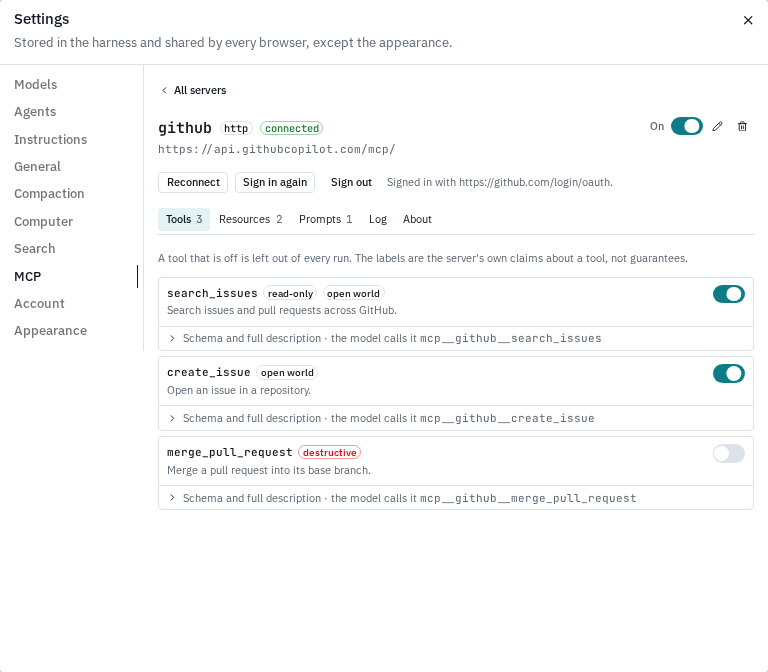 Settings
Stored in the harness and shared by every browser, except the appearance.
Models
Agents
Instructions
General
Compaction
Computer
Search
MCP
Account
Appearance
All servers
github http connected On
https://api.githubcopilot.com/mcp/
Reconnect Sign in again Sign out Signed in with https://github.com/login/oauth.
Tools 3 Resources 2 Prompts 1 Log About
A tool that is off is left out of every run. The labels are the server's own claims about a tool, not guarantees.
search_issues read-only open world
Search issues and pull requests across GitHub.
Schema and full description · the model calls it mcp__github__search_issues
create_issue open world
Open an issue in a repository.
Schema and full description · the model calls it mcp__github__create_issue
merge_pull_request destructive
Merge a pull request into its base branch.
Schema and full description · the model calls it mcp__github__merge_pull_request